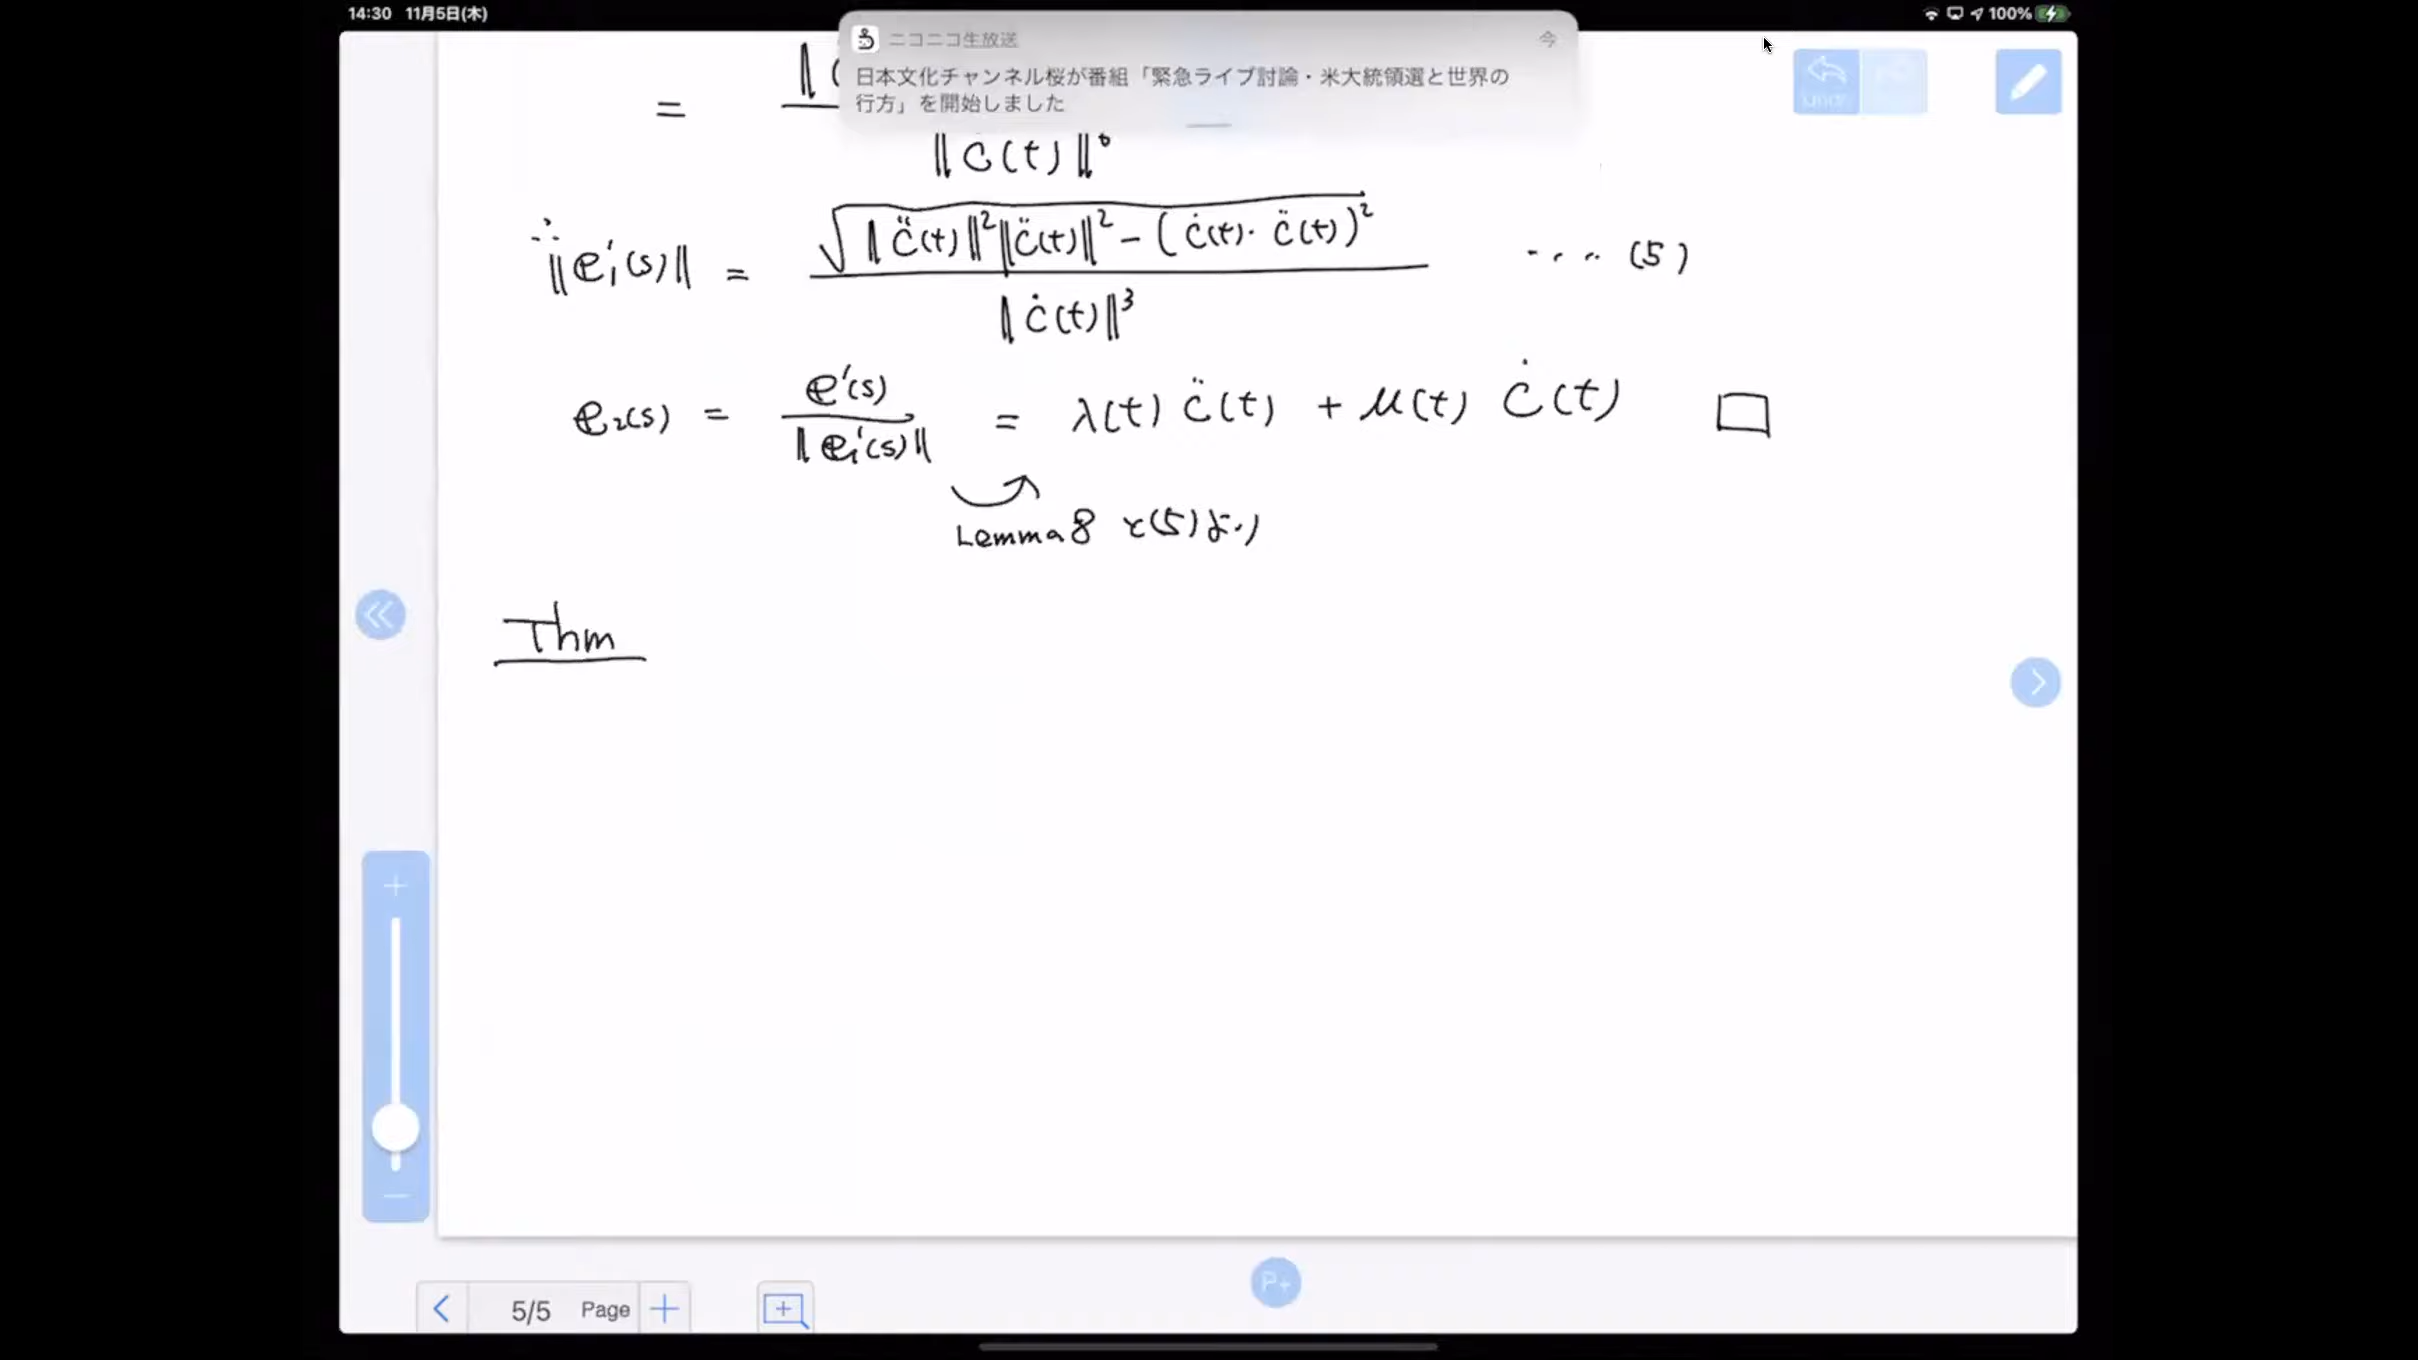 14:30 11月5日(木) 100%
ニコニコ生放送 今
日本文化チャンネル桜が番組「緊急ライブ討論・米大統領選と世界の
行方」を開始しました
Undo
= ‖
‖ċ(t)‖⁶
∴ ‖e₁′(s)‖ = √(‖c̈(t)‖²‖c̈(t)‖² − (ċ(t)・c̈(t))²) / ‖ċ(t)‖³ ････ (5)
e₂(s) = e′(s) / ‖e₁′(s)‖ = λ(t) c̈(t) + μ(t) ċ(t) □
Lemma 8 と(5)より
Thm
P+
5/5 Page